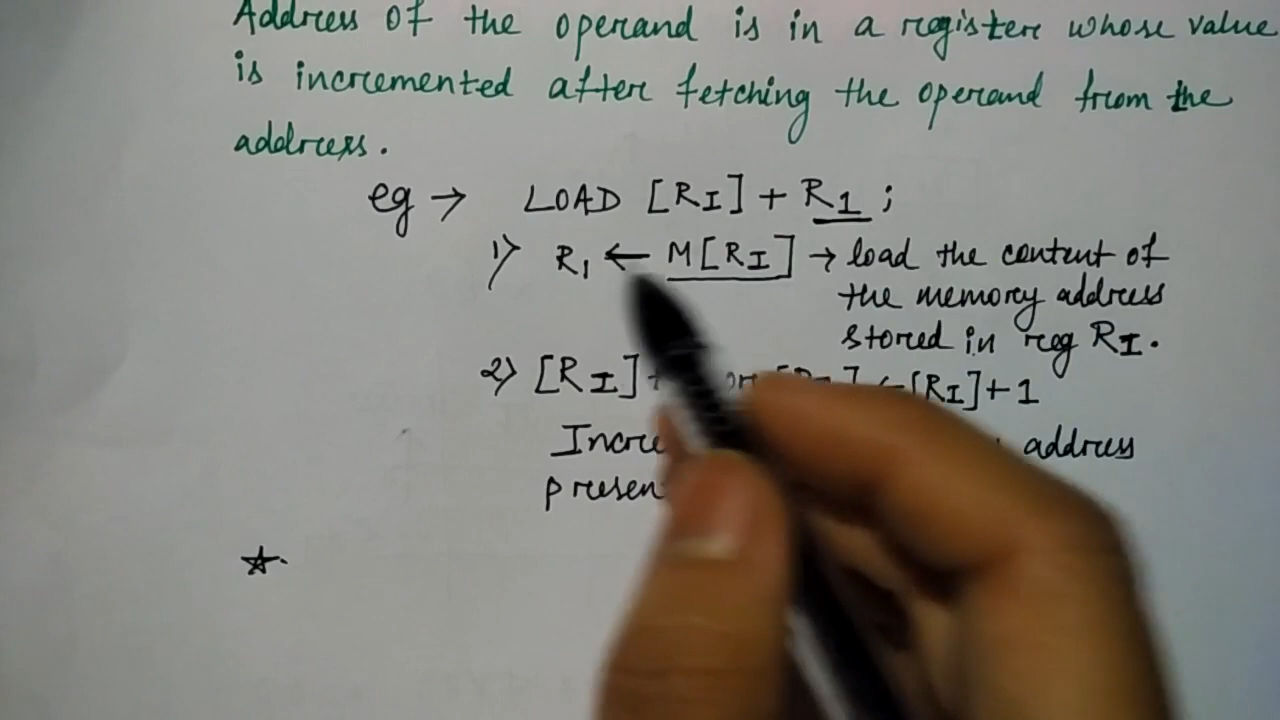 Address of the operand is in a register whose value
is incremented after fetching the operand from the
address.
eg → LOAD [RI] + R1 ;
1) R1 ← M[RI] → load the content of
the memory address
stored in reg RI.
2) [RI]+ ← [RI]+1
address